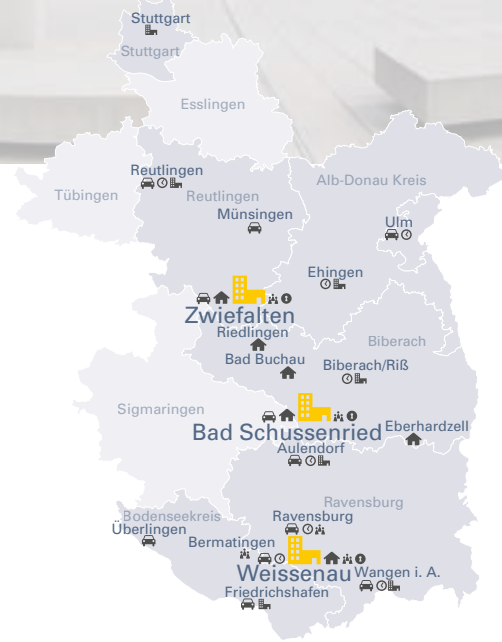 Stuttgart
Stuttgart
Esslingen
Reutlingen
Alb-Donau Kreis
Tübingen
Reutlingen
Münsingen
Ulm
Ehingen
Zwiefalten
Riedlingen
Biberach
Bad Buchau
Biberach/Riß
Sigmaringen
Bad Schussenried
Eberhardzell
Aulendorf
Ravensburg
Bodenseekreis
Ravensburg
Überlingen
Bermatingen
Weissenau
Wangen i. A.
Friedrichshafen